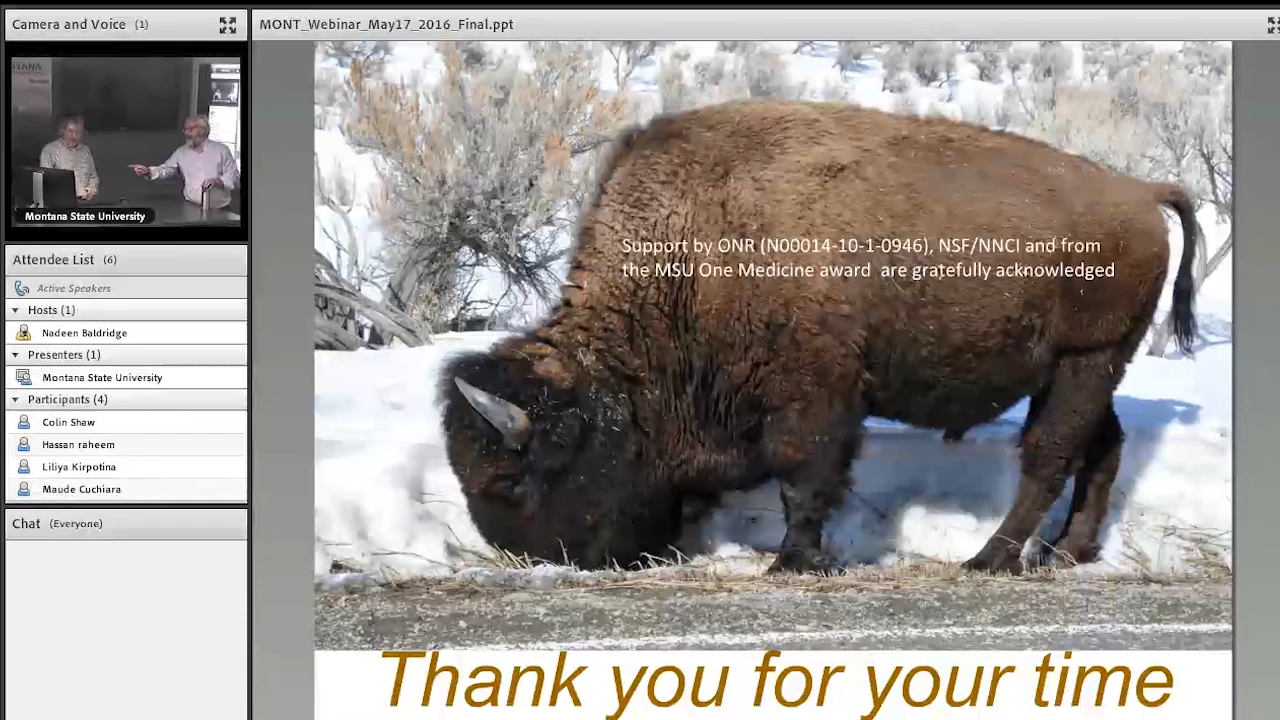 Camera and Voice (1)
MONT_Webinar_May17_2016_Final.ppt
Montana State University
Attendee List (6)
Active Speakers
Hosts (1)
Nadeen Baldridge
Presenters (1)
Montana State University
Participants (4)
Colin Shaw
Hassan raheem
Liliya Kirpotina
Maude Cuchiara
Chat (Everyone)
Support by ONR (N00014-10-1-0946), NSF/NNCI and from
the MSU One Medicine award are gratefully acknowledged
Thank you for your time